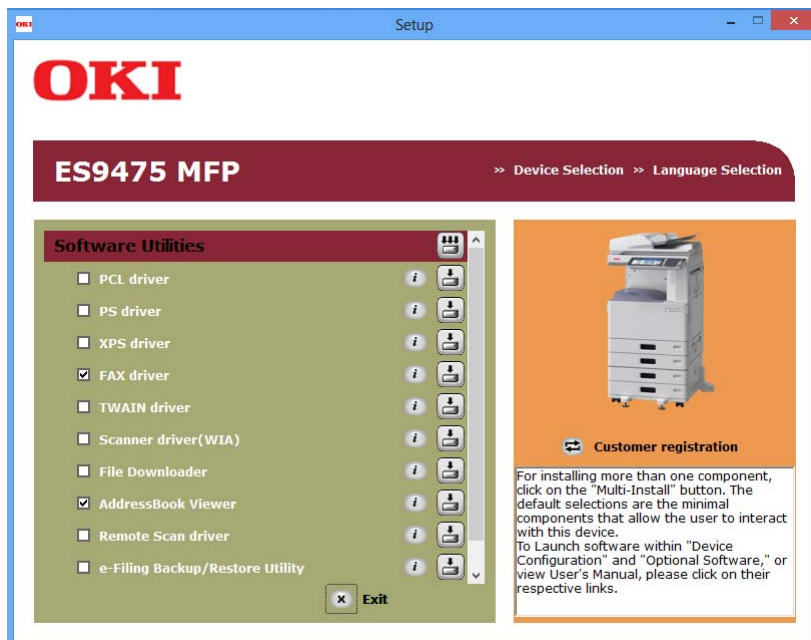 OKI
Setup
OKI
ES9475 MFP
» Device Selection » Language Selection
Software Utilities
PCL driver
PS driver
XPS driver
FAX driver
TWAIN driver
Scanner driver(WIA)
File Downloader
AddressBook Viewer
Remote Scan driver
e-Filing Backup/Restore Utility
x Exit
Customer registration
For installing more than one component,
click on the "Multi-Install" button. The
default selections are the minimal
components that allow the user to interact
with this device.
To Launch software within "Device
Configuration" and "Optional Software," or
view User's Manual, please click on their
respective links.